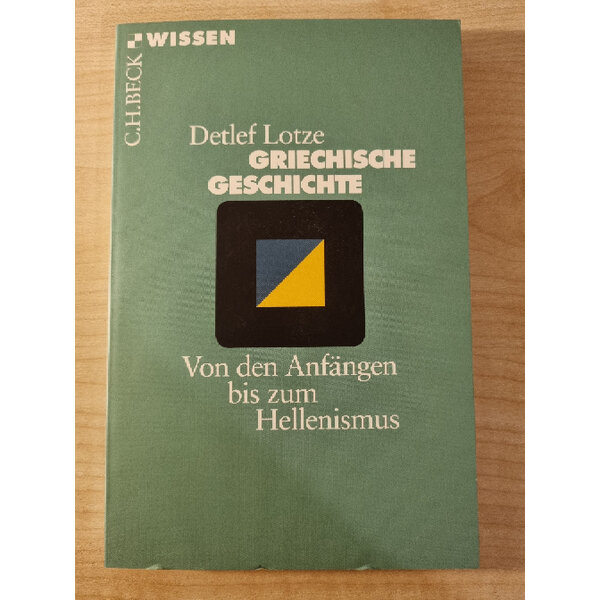 C.H.BECK
WISSEN
Detlef Lotze
GRIECHISCHE
GESCHICHTE
Von den Anfängen
bis zum
Hellenismus